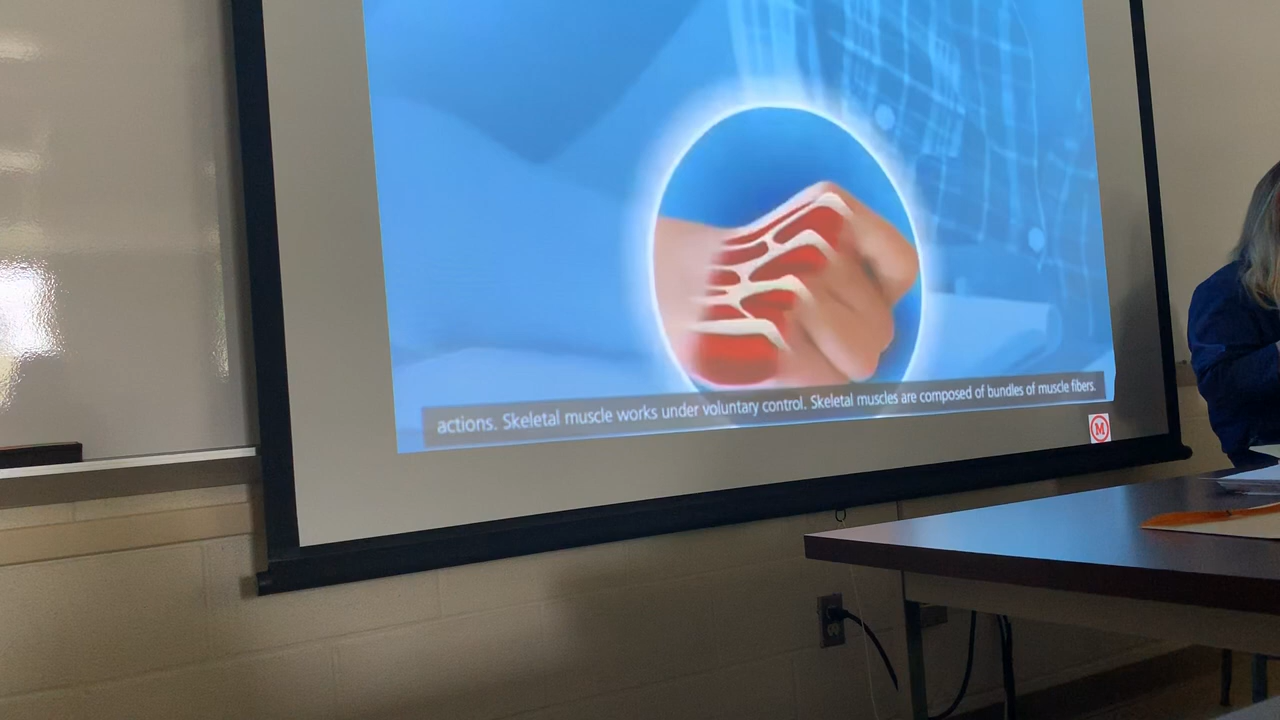 actions. Skeletal muscle works under voluntary control. Skeletal muscles are composed of bundles of muscle fibers.
M